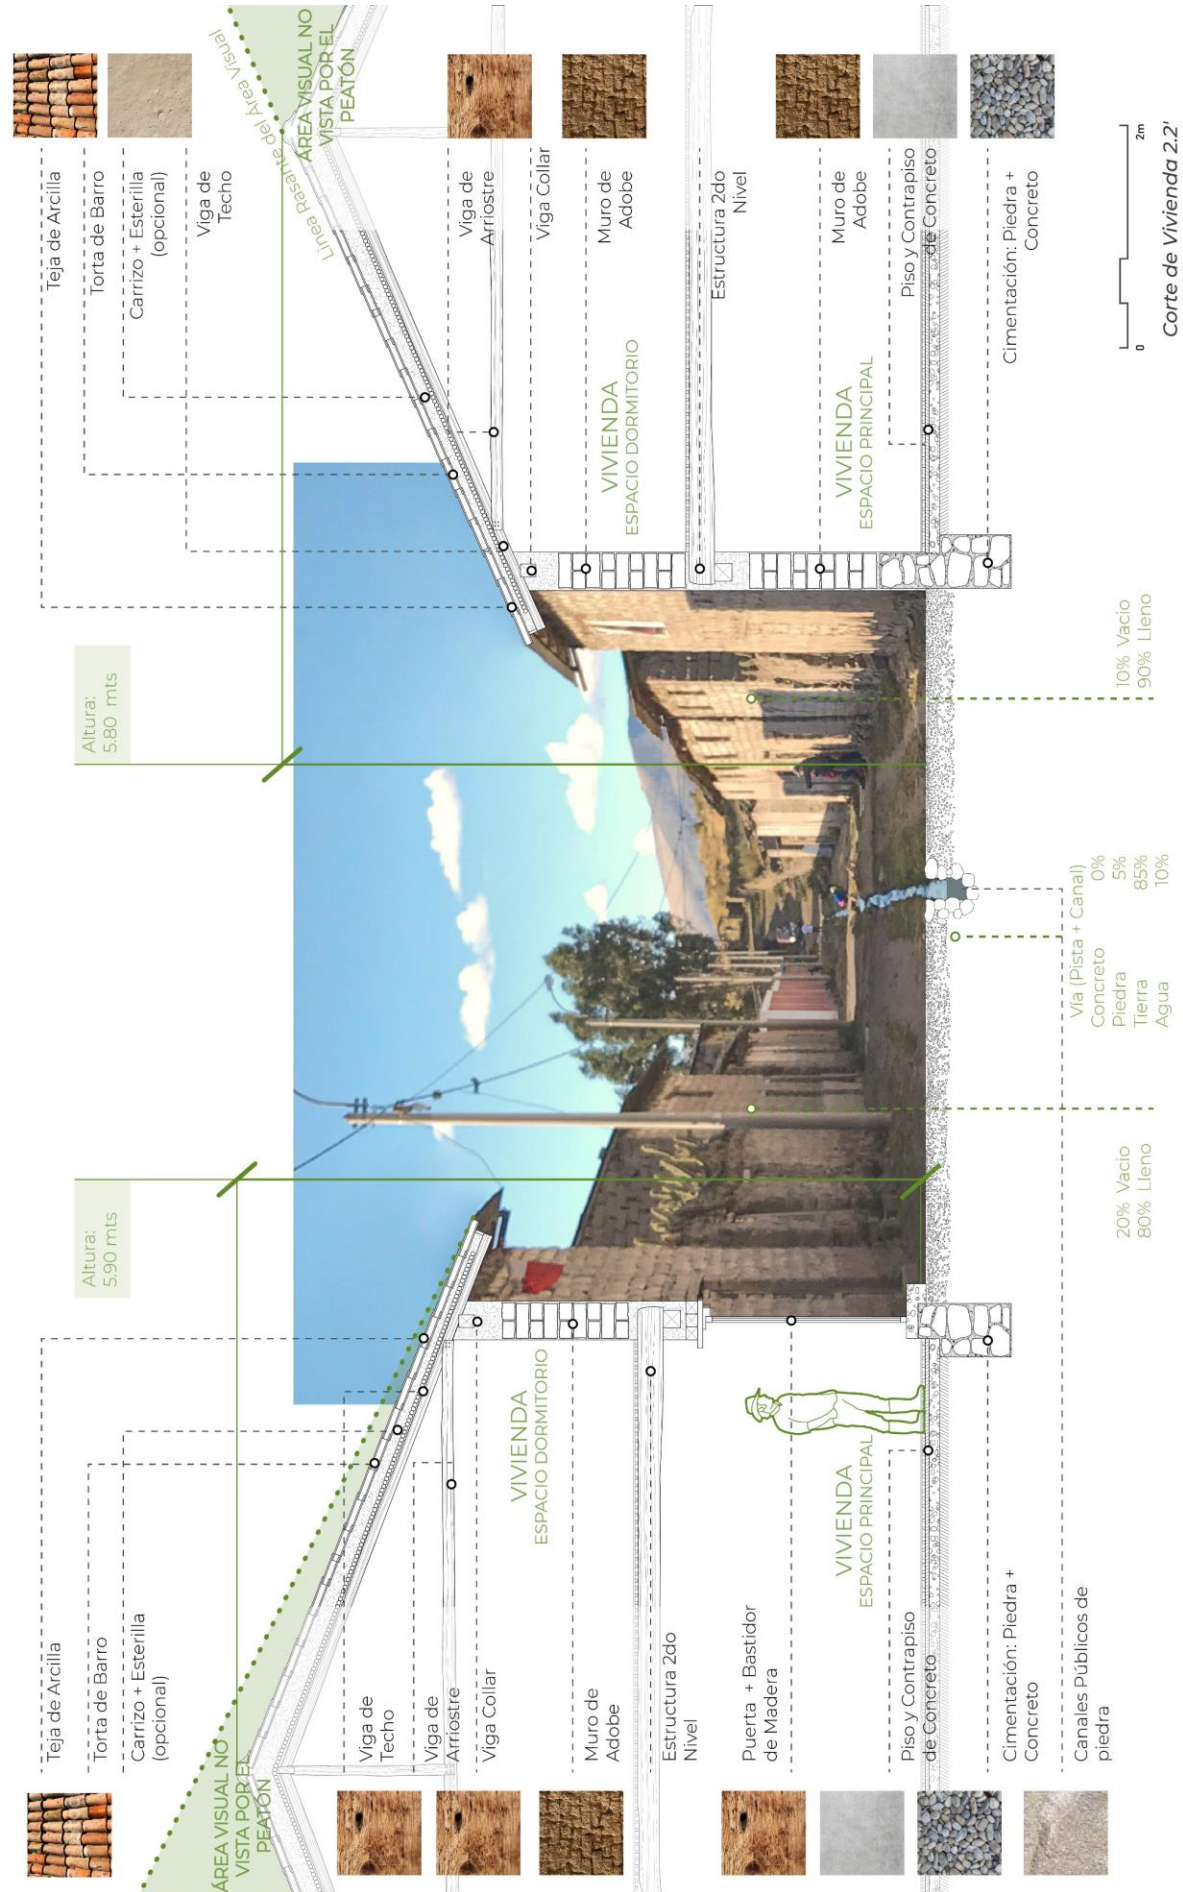 Teja de Arcilla
Torta de Barro
Carrizo + Esterilla
(opcional)
ÁREA VISUAL NO
VISTA POR EL
PEATÓN
Viga de
Techo
Viga de
Arriostre
Viga Collar
Muro de
Adobe
Estructura 2do
Nivel
Puerta + Bastidor
de Madera
Piso y Contrapiso
de Concreto
Cimentación: Piedra +
Concreto
Canales Públicos de
piedra
VIVIENDA
ESPACIO DORMITORIO
VIVIENDA
ESPACIO PRINCIPAL
Altura:
5.90 mts
20% Vacio
80% Lleno
Vía (Pista + Canal)
Concreto 0%
Piedra 5%
Tierra 85%
Agua 10%
Altura:
5.80 mts
10% Vacio
90% Lleno
VIVIENDA
ESPACIO DORMITORIO
VIVIENDA
ESPACIO PRINCIPAL
Teja de Arcilla
Torta de Barro
Carrizo + Esterilla
(opcional)
Viga de
Techo
Línea Rasante del Área Visual
ÁREA VISUAL NO
VISTA POR EL
PEATÓN
Viga de
Arriostre
Viga Collar
Muro de
Adobe
Estructura 2do
Nivel
Muro de
Adobe
Piso y Contrapiso
de Concreto
Cimentación: Piedra +
Concreto
0 2m
Corte de Vivienda 2.2'